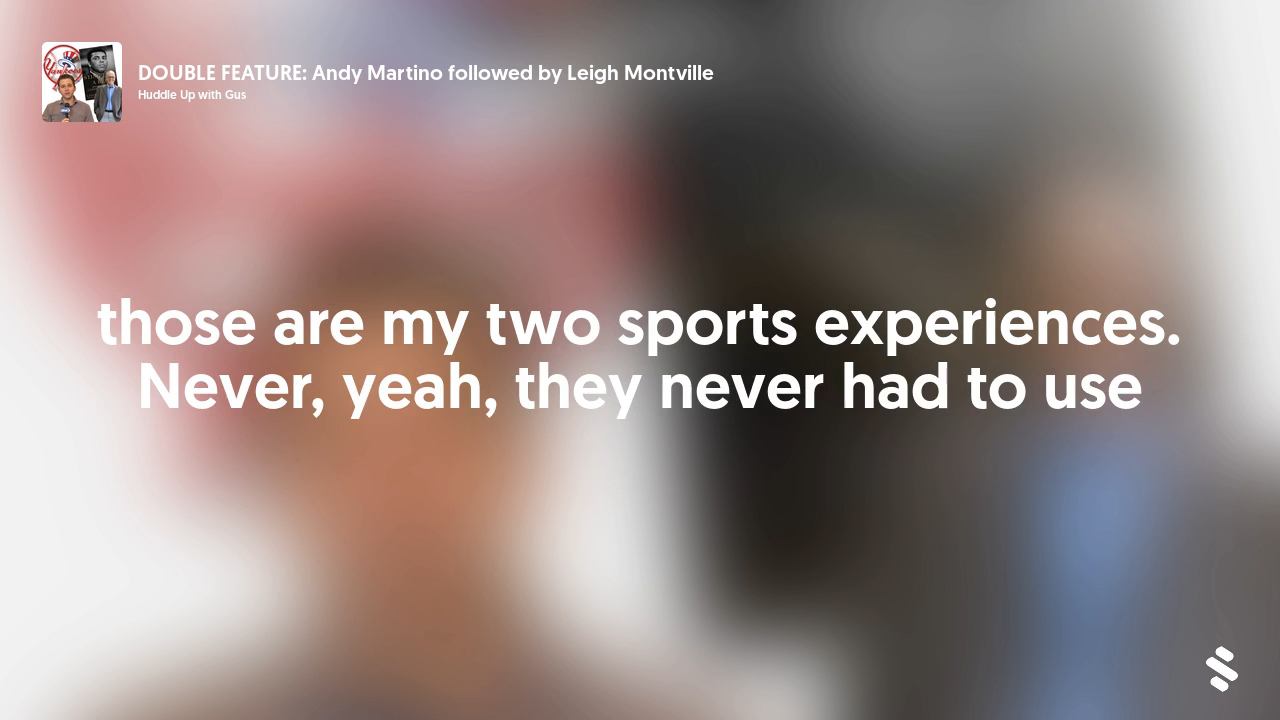 DOUBLE FEATURE: Andy Martino followed by Leigh Montville
Huddle Up with Gus
those are my two sports experiences.
Never, yeah, they never had to use